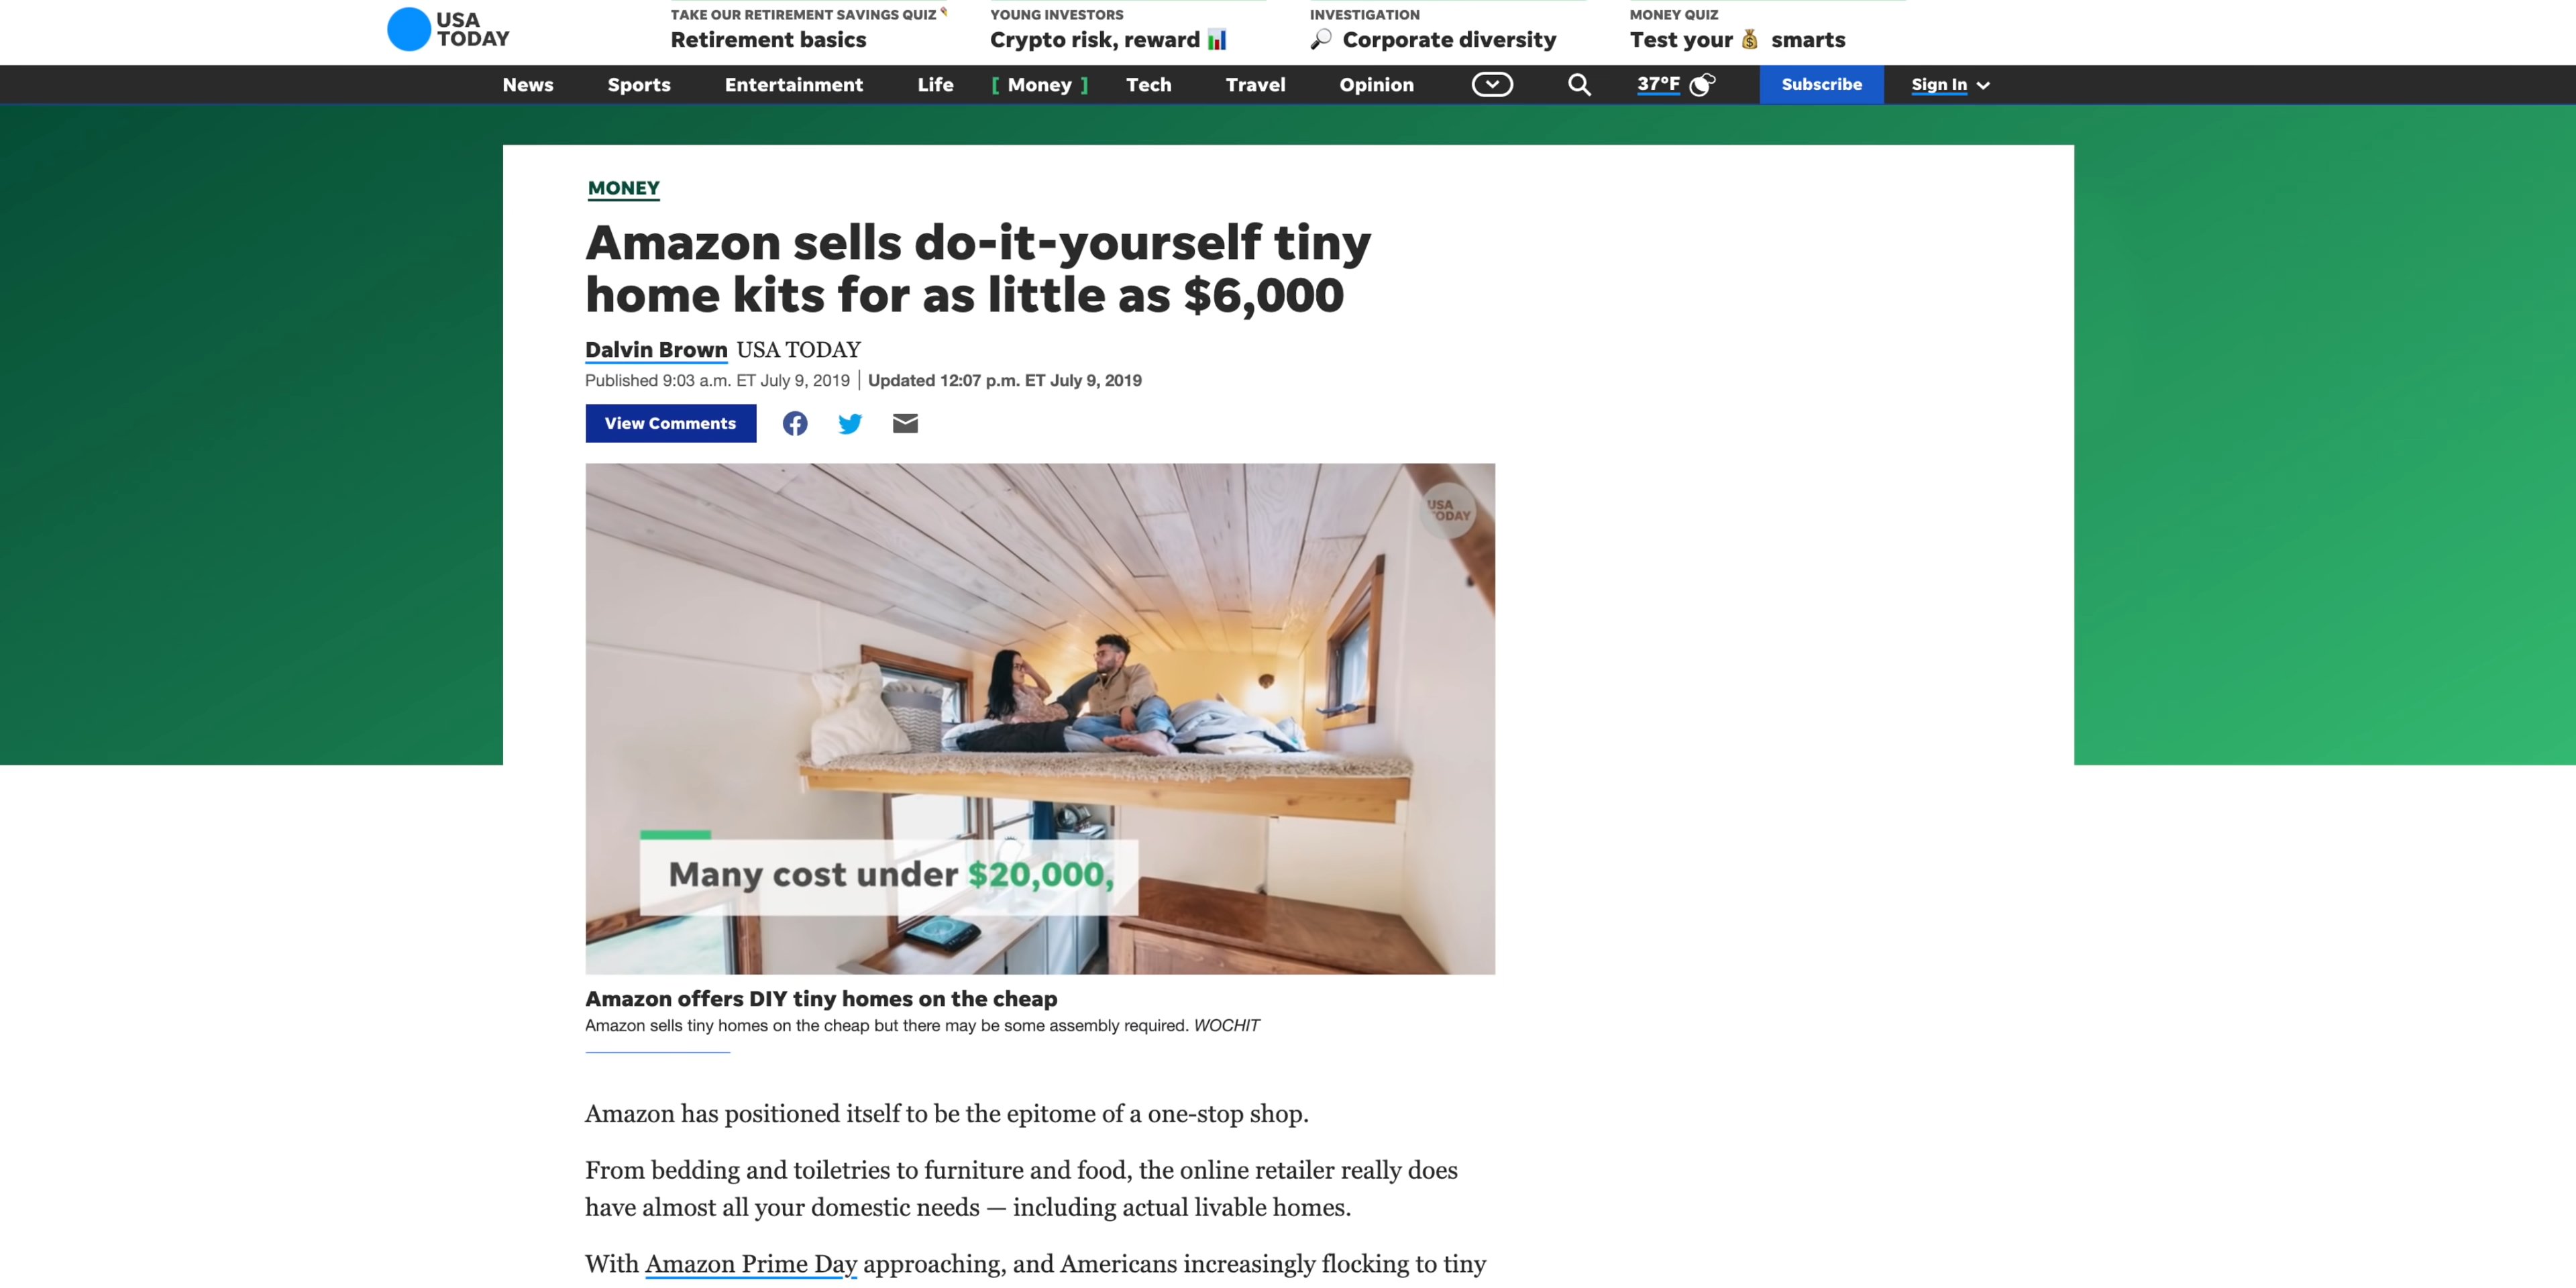 USA
TODAY
TAKE OUR RETIREMENT SAVINGS QUIZ
Retirement basics
YOUNG INVESTORS
Crypto risk, reward
INVESTIGATION
Corporate diversity
MONEY QUIZ
Test your 💰 smarts
News Sports Entertainment Life [ Money ] Tech Travel Opinion 37°F Subscribe Sign In
MONEY
Amazon sells do-it-yourself tiny
home kits for as little as $6,000
Dalvin Brown USA TODAY
Published 9:03 a.m. ET July 9, 2019 | Updated 12:07 p.m. ET July 9, 2019
View Comments
USA
TODAY
Many cost under $20,000,
Amazon offers DIY tiny homes on the cheap
Amazon sells tiny homes on the cheap but there may be some assembly required. WOCHIT
Amazon has positioned itself to be the epitome of a one-stop shop.
From bedding and toiletries to furniture and food, the online retailer really does
have almost all your domestic needs — including actual livable homes.
With Amazon Prime Day approaching, and Americans increasingly flocking to tiny